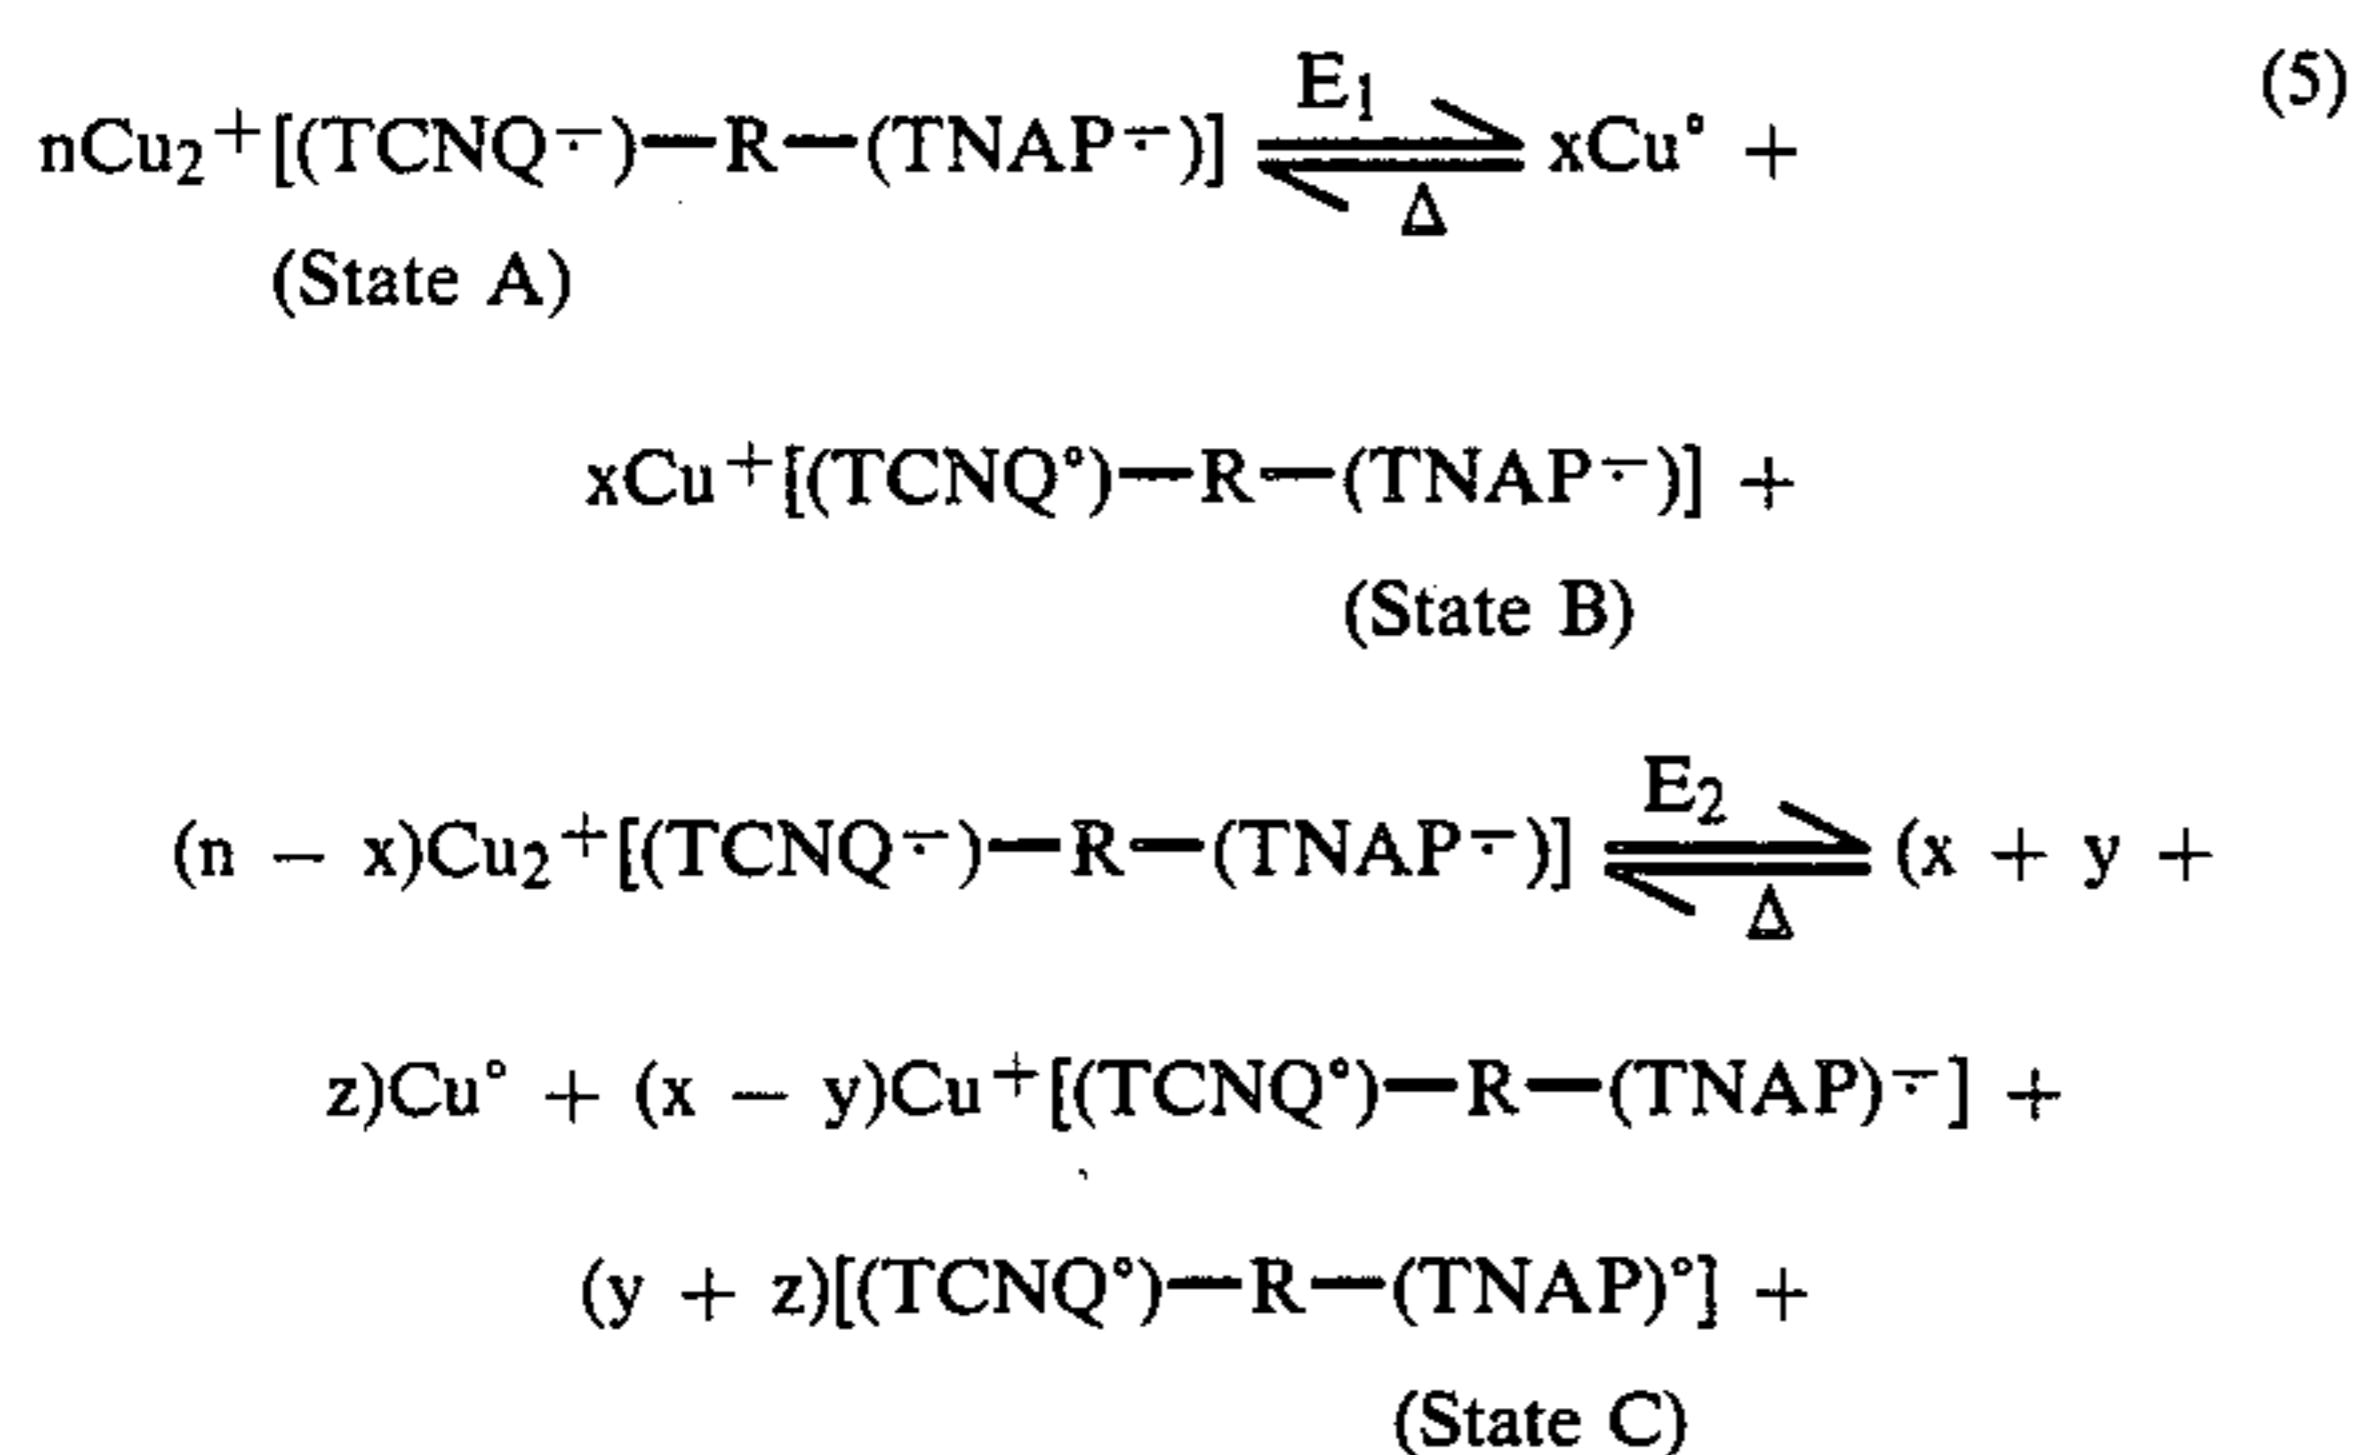 (5)
nCu₂⁺[(TCNQ⨪)—R—(TNAP⨪)] ⇌ xCu° +
E₁
Δ
(State A)
xCu⁺[(TCNQ°)—R—(TNAP⨪)] +
(State B)
(n − x)Cu₂⁺[(TCNQ⨪)—R—(TNAP⨪)] ⇌ (x + y +
E₂
Δ
z)Cu° + (x − y)Cu⁺[(TCNQ°)—R—(TNAP)⨪] +
(y + z)[(TCNQ°)—R—(TNAP)°] +
(State C)